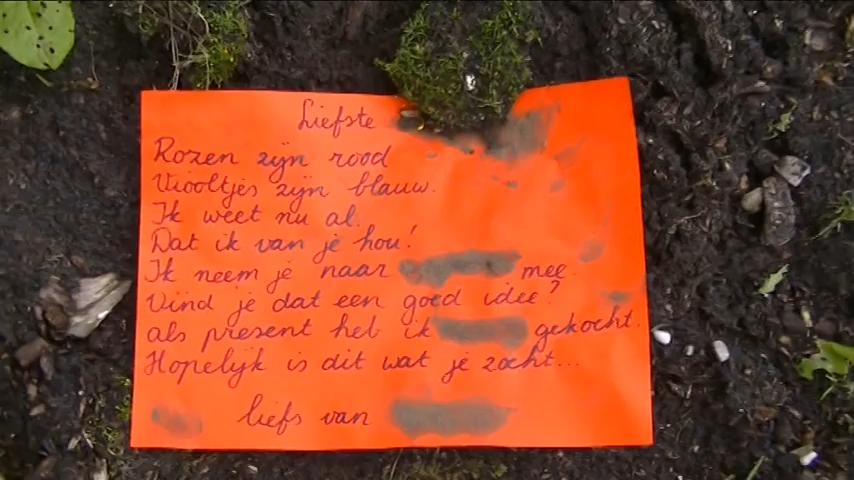 Liefste
Rozen zijn rood
Viooltjes zijn blauw.
Ik weet nu al.
Dat ik van je hou!
Ik neem je naar mee.
Vind je dat een goed idee?
als present heb ik gekocht.
Hopelijk is dit wat je zocht...
liefs van